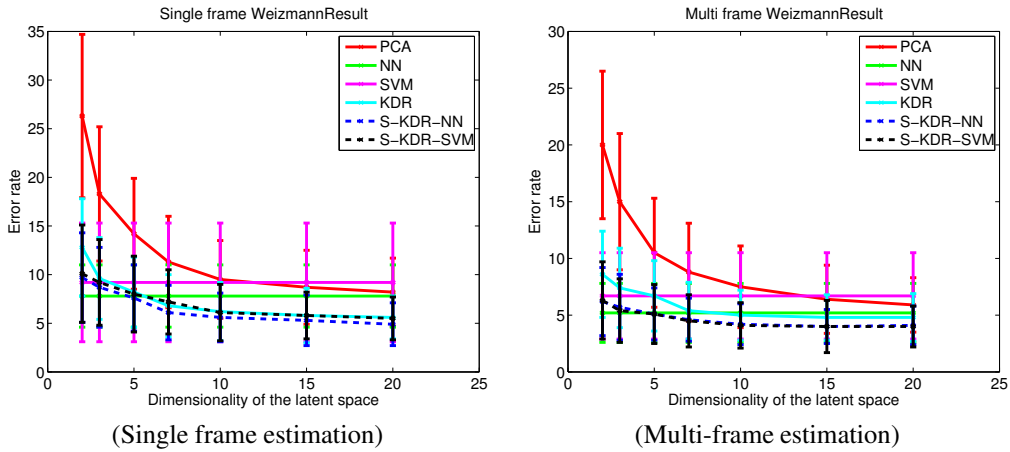 Single frame WeizmannResult
Error rate
35
30
25
20
15
10
5
0
0
5
10
15
20
25
Dimensionality of the latent space
PCA
NN
SVM
KDR
S−KDR−NN
S−KDR−SVM
(Single frame estimation)
Multi frame WeizmannResult
Error rate
30
25
20
15
10
5
0
0
5
10
15
20
25
Dimensionality of the latent space
PCA
NN
SVM
KDR
S−KDR−NN
S−KDR−SVM
(Multi-frame estimation)